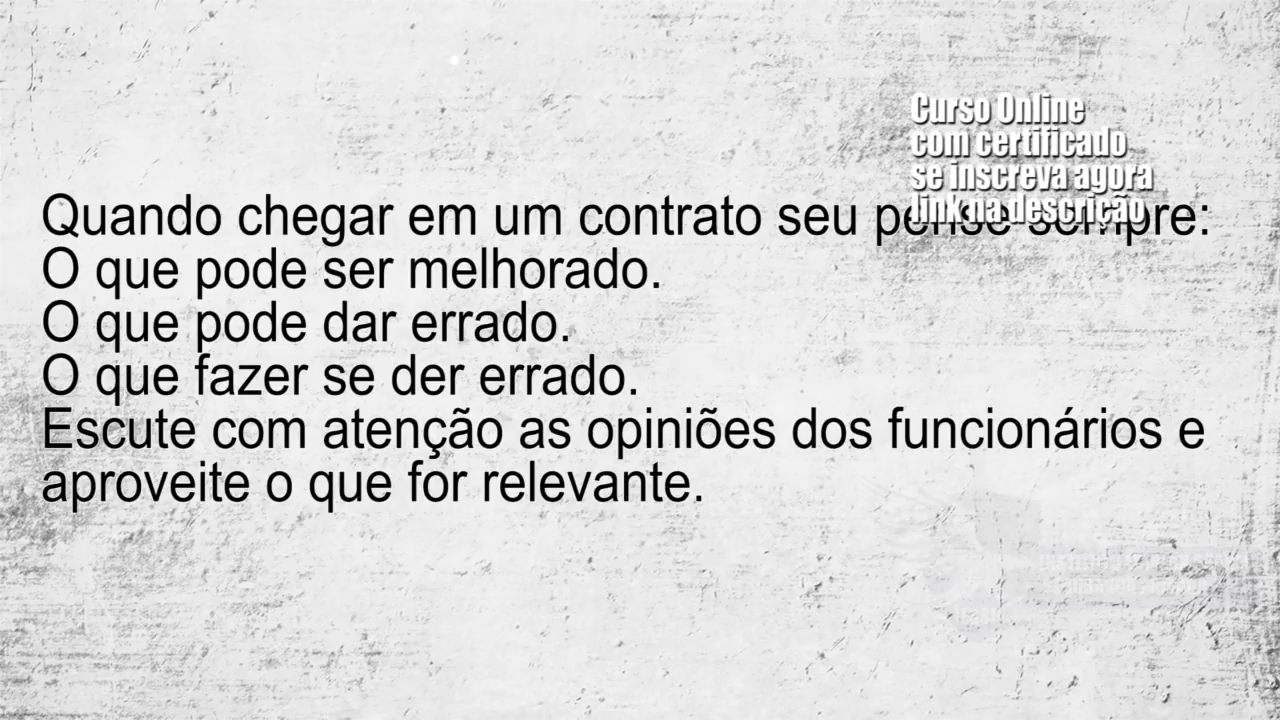 Curso Online
com certificado
se inscreva agora
link na descrição
Quando chegar em um contrato seu pense sempre:
O que pode ser melhorado.
O que pode dar errado.
O que fazer se der errado.
Escute com atenção as opiniões dos funcionários e
aproveite o que for relevante.